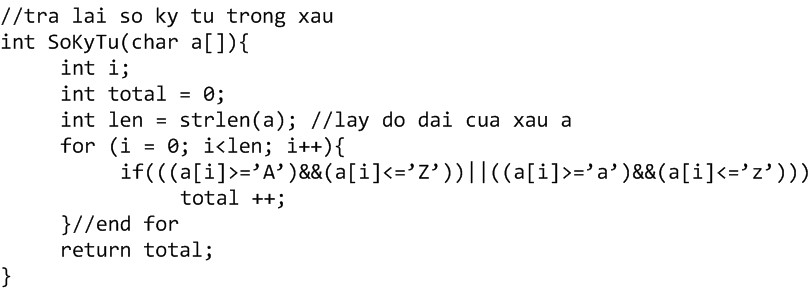 //tra lai so ky tu trong xau
int SoKyTu(char a[]){
int i;
int total = 0;
int len = strlen(a); //lay do dai cua xau a
for (i = 0; i<len; i++){
if(((a[i]>=’A’)&&(a[i]<=’Z’))||((a[i]>=’a’)&&(a[i]<=’z’)))
total ++;
}//end for
return total;
}